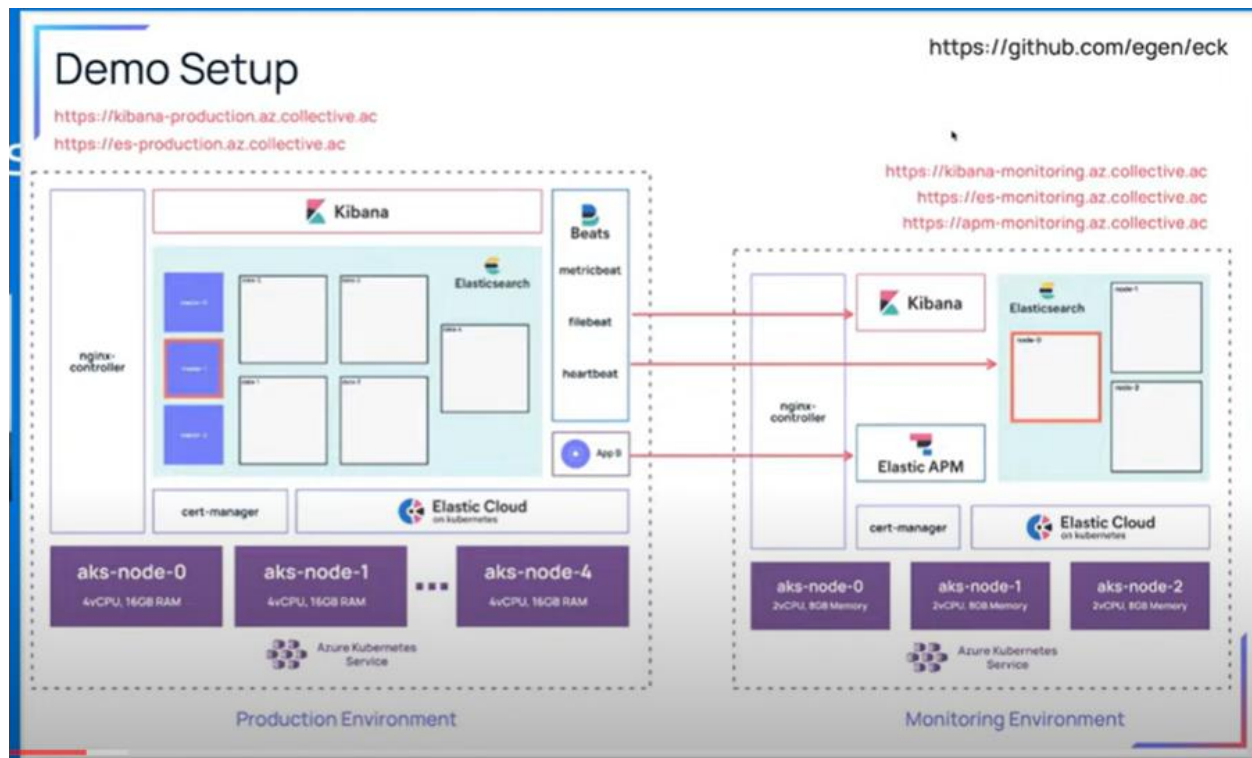 https://github.com/egen/eck
Demo Setup
https://kibana-production.az.collective.ac
https://es-production.az.collective.ac
https://kibana-monitoring.az.collective.ac
https://es-monitoring.az.collective.ac
https://apm-monitoring.az.collective.ac
nginx-
controller
Kibana
Elasticsearch
master-1
Beats
metricbeat
filebeat
heartbeat
App B
cert-manager
Elastic Cloud
on kubernetes
aks-node-0
4vCPU, 16GB RAM
aks-node-1
4vCPU, 16GB RAM
aks-node-4
4vCPU, 16GB RAM
Azure Kubernetes
Service
Production Environment
nginx-
controller
Kibana
Elasticsearch
node-1
node-0
node-2
Elastic APM
cert-manager
Elastic Cloud
on kubernetes
aks-node-0
2vCPU, 8GB Memory
aks-node-1
2vCPU, 8GB Memory
aks-node-2
2vCPU, 8GB Memory
Azure Kubernetes
Service
Monitoring Environment